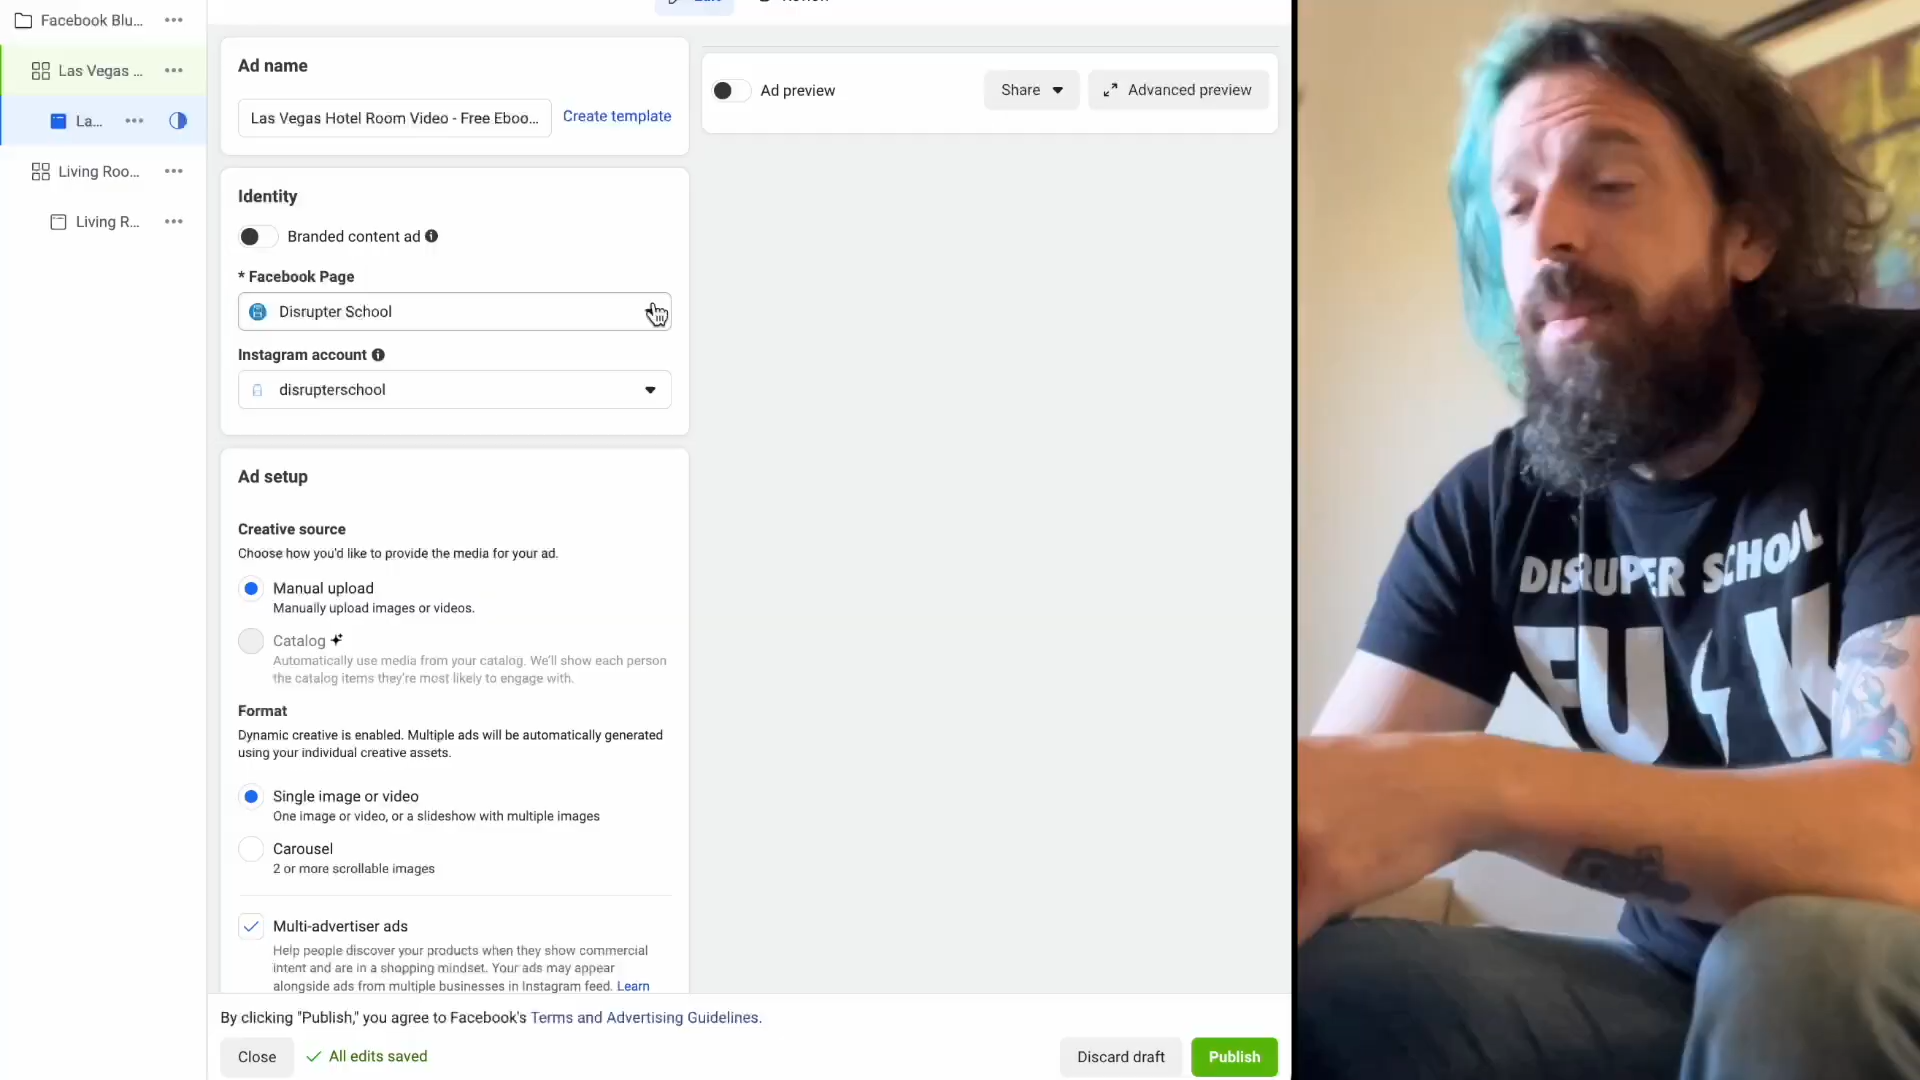 Facebook Blu...
Las Vegas ...
La...
Living Roo...
Living R...
Ad name
Las Vegas Hotel Room Video - Free Eboo...
Create template
Ad preview
Share
Advanced preview
Identity
Branded content ad
* Facebook Page
Disrupter School
Instagram account
disrupterschool
Ad setup
Creative source
Choose how you'd like to provide the media for your ad.
Manual upload
Manually upload images or videos.
Catalog
Automatically use media from your catalog. We'll show each person
the catalog items they're most likely to engage with.
Format
Dynamic creative is enabled. Multiple ads will be automatically generated
using your individual creative assets.
Single image or video
One image or video, or a slideshow with multiple images
Carousel
2 or more scrollable images
Multi-advertiser ads
Help people discover your products when they show commercial
intent and are in a shopping mindset. Your ads may appear
alongside ads from multiple businesses in Instagram feed. Learn
By clicking "Publish," you agree to Facebook's Terms and Advertising Guidelines.
Close
All edits saved
Discard draft
Publish
DISRUPER SCHOOL